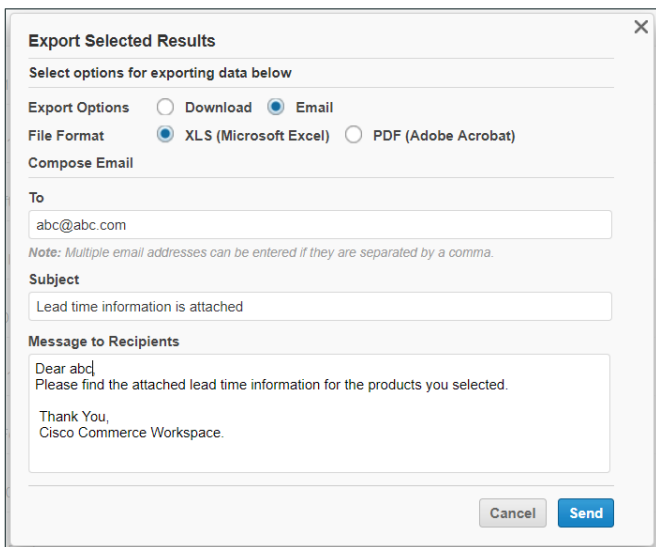 Export Selected Results
Select options for exporting data below
Export Options Download Email
File Format XLS (Microsoft Excel) PDF (Adobe Acrobat)
Compose Email
To
abc@abc.com
Note: Multiple email addresses can be entered if they are separated by a comma.
Subject
Lead time information is attached
Message to Recipients
Dear abc,
Please find the attached lead time information for the products you selected.
Thank You,
Cisco Commerce Workspace.
Cancel Send